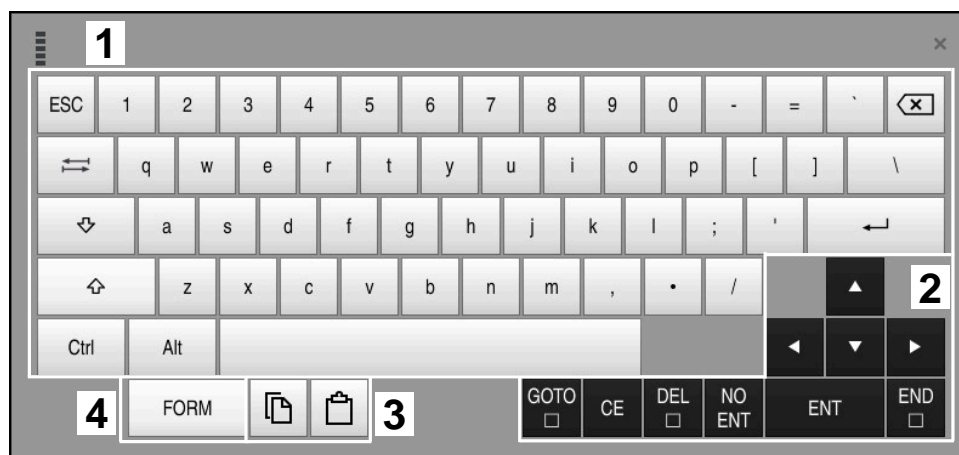 1
×
ESC 1 2 3 4 5 6 7 8 9 0 - = `
q w e r t y u i o p [ ] \
a s d f g h j k l ; '
z x c v b n m , • /
2
Ctrl Alt
4
FORM
3
GOTO CE DEL NO ENT ENT END